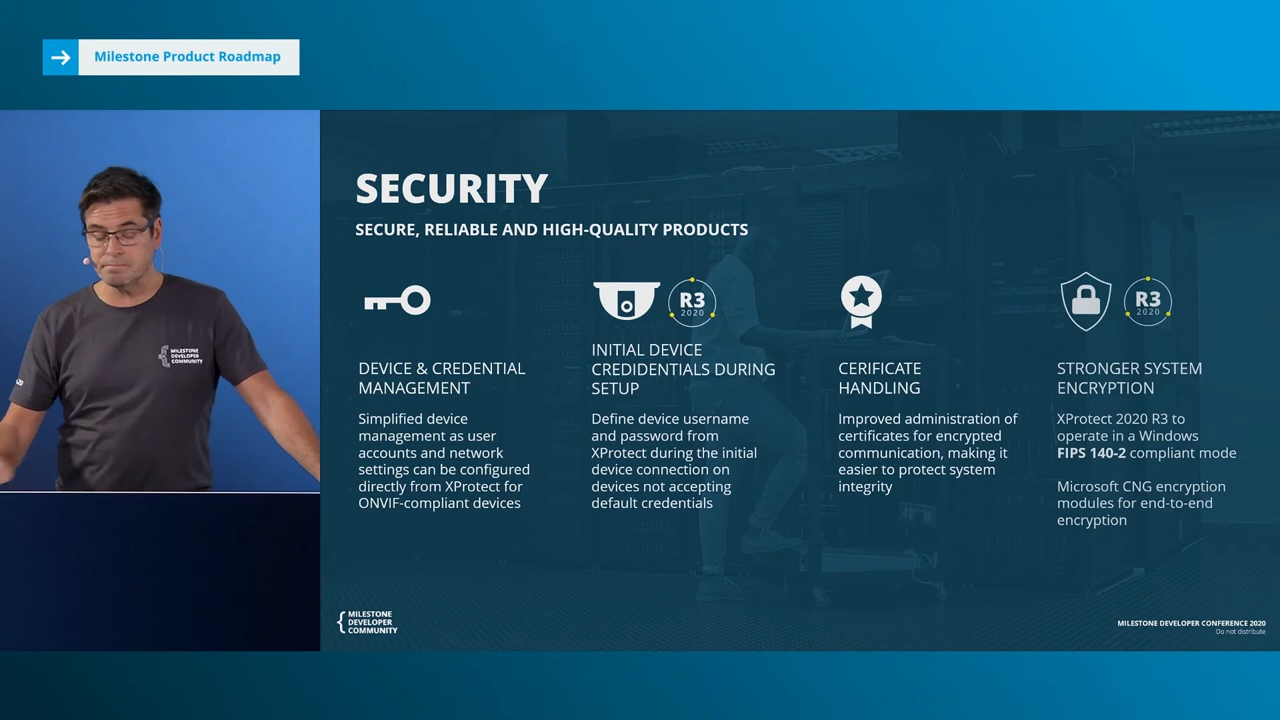 Milestone Product Roadmap
SECURITY
SECURE, RELIABLE AND HIGH-QUALITY PRODUCTS
DEVICE & CREDENTIAL
MANAGEMENT
Simplified device
management as user
accounts and network
settings can be configured
directly from XProtect for
ONVIF-compliant devices
R3
2020
INITIAL DEVICE
CREDIDENTIALS DURING
SETUP
Define device username
and password from
XProtect during the initial
device connection on
devices not accepting
default credentials
CERIFICATE
HANDLING
Improved administration of
certificates for encrypted
communication, making it
easier to protect system
integrity
R3
2020
STRONGER SYSTEM
ENCRYPTION
XProtect 2020 R3 to
operate in a Windows
FIPS 140-2 compliant mode
Microsoft CNG encryption
modules for end-to-end
encryption
MILESTONE
DEVELOPER
COMMUNITY
MILESTONE
DEVELOPER
COMMUNITY
MILESTONE DEVELOPER CONFERENCE 2020
Do not distribute